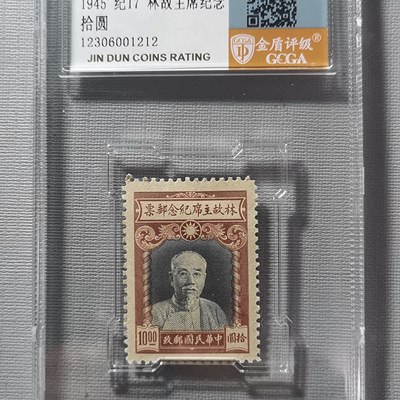 1945 纪17 林故主席纪念
拾圆
12306001212
JIN DUN COINS RATING
金盾评级®
GCGA
票郵念紀席主故林
10.00
政郵國民華中
圓拾